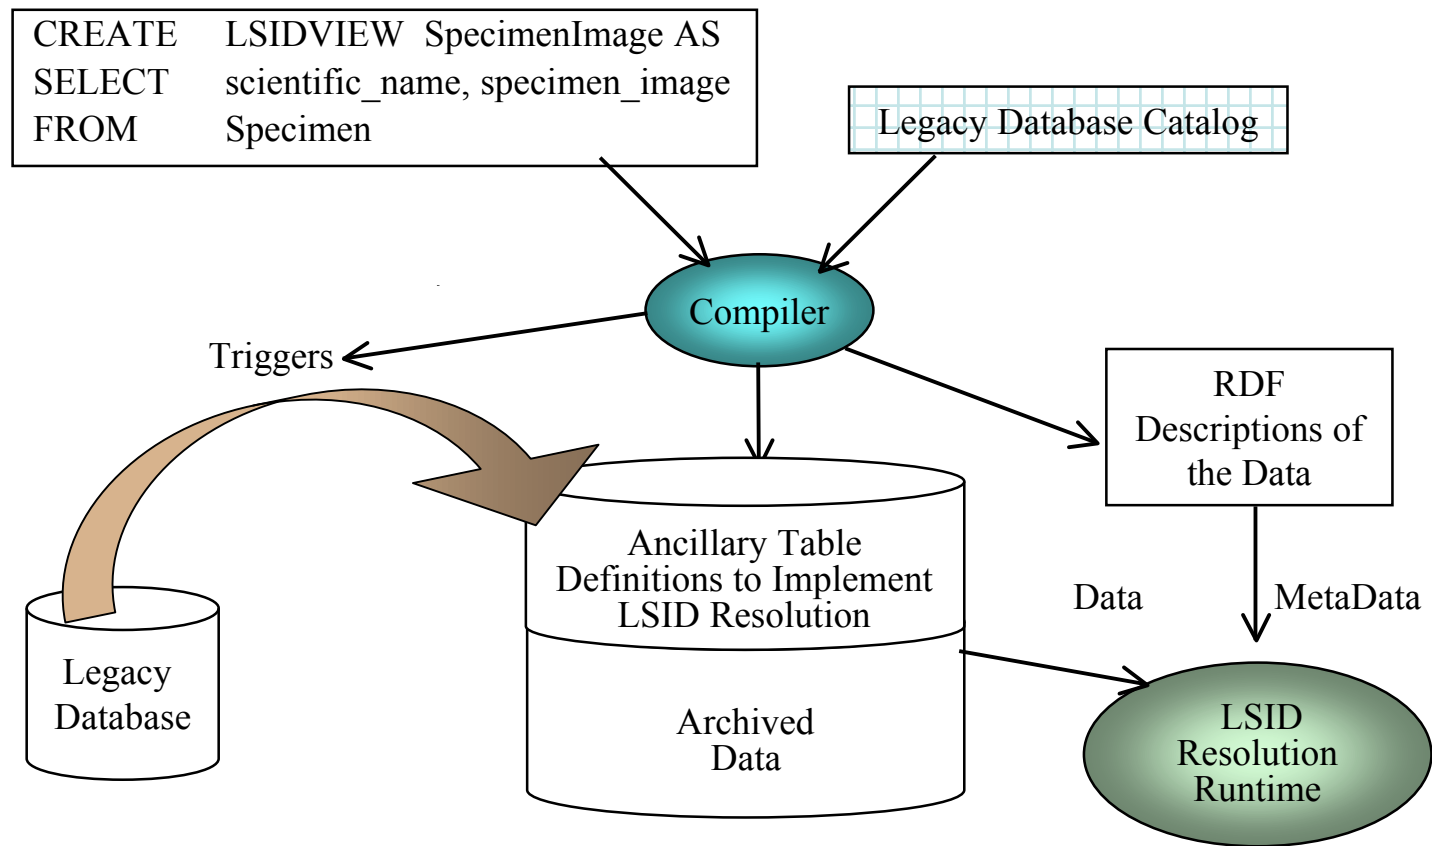 CREATE LSIDVIEW SpecimenImage AS
SELECT scientific_name, specimen_image
FROM Specimen
Legacy Database Catalog
Compiler
Triggers
RDF
Descriptions of
the Data
Ancillary Table
Definitions to Implement
LSID Resolution
Data
MetaData
Legacy
Database
Archived
Data
LSID
Resolution
Runtime